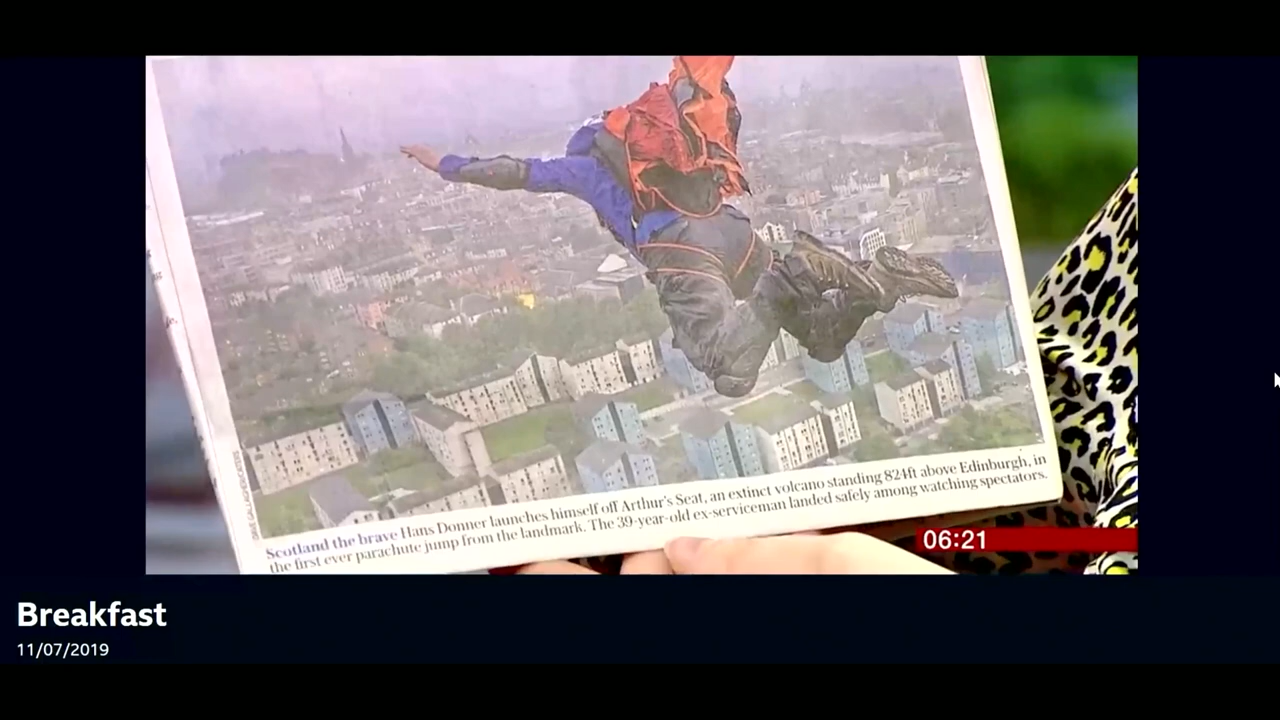 Scotland the brave Hans Donner launches himself off Arthur's Seat, an extinct volcano standing 824ft above Edinburgh, in
the first ever parachute jump from the landmark. The 39-year-old ex-serviceman landed safely among watching spectators.
06:21
Breakfast
11/07/2019